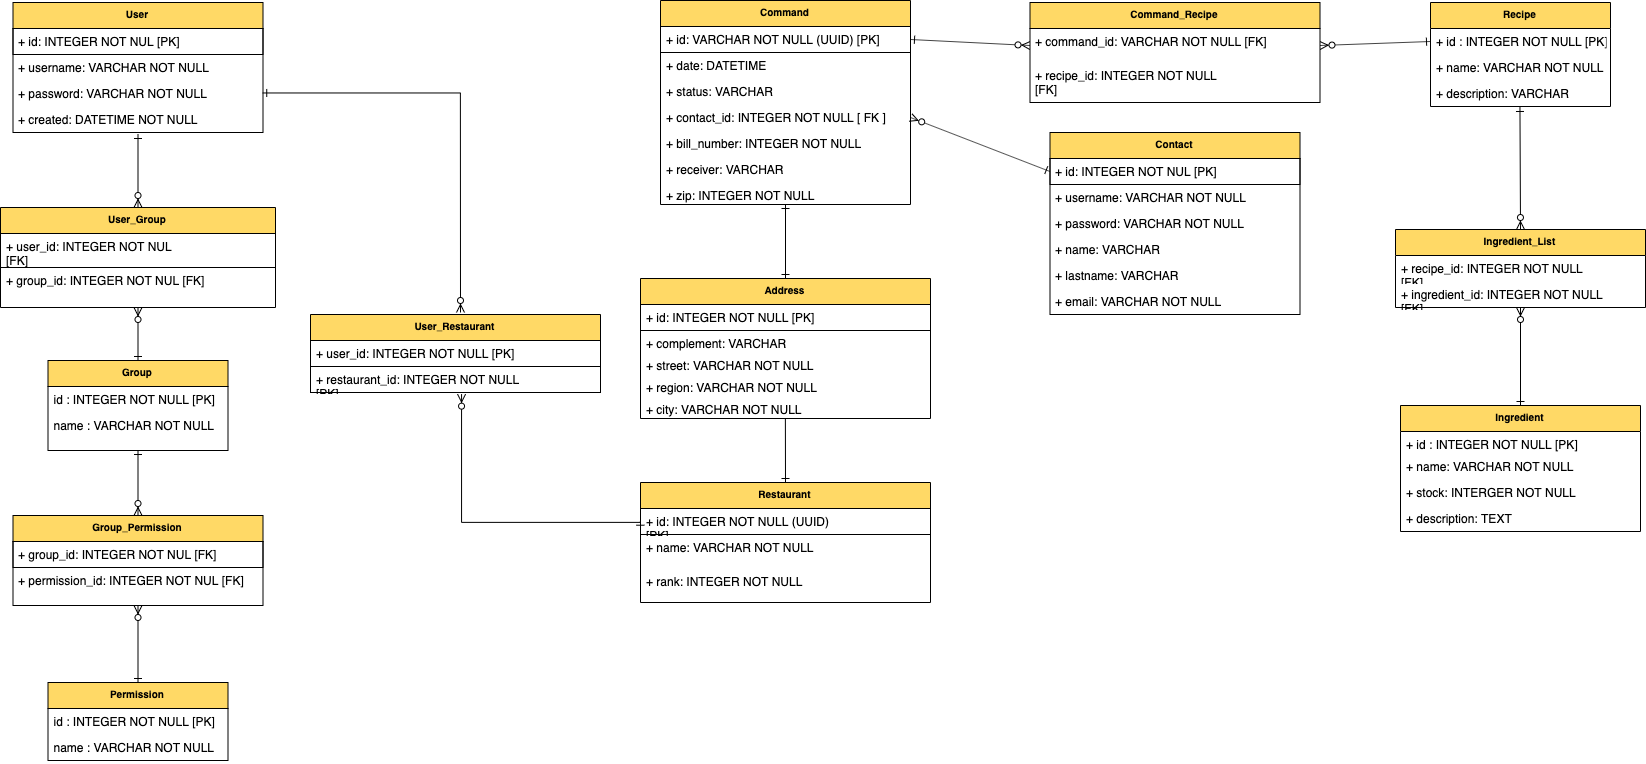 User
+ id: INTEGER NOT NUL [PK]
+ username: VARCHAR NOT NULL
+ password: VARCHAR NOT NULL
+ created: DATETIME NOT NULL
User_Group
+ user_id: INTEGER NOT NUL
[FK]
+ group_id: INTEGER NOT NUL [FK]
Group
id : INTEGER NOT NULL [PK]
name : VARCHAR NOT NULL
Group_Permission
+ group_id: INTEGER NOT NUL [FK]
+ permission_id: INTEGER NOT NUL [FK]
Permission
id : INTEGER NOT NULL [PK]
name : VARCHAR NOT NULL
User_Restaurant
+ user_id: INTEGER NOT NULL [PK]
+ restaurant_id: INTEGER NOT NULL
[PK]
Command
+ id: VARCHAR NOT NULL (UUID) [PK]
+ date: DATETIME
+ status: VARCHAR
+ contact_id: INTEGER NOT NULL [ FK ]
+ bill_number: INTEGER NOT NULL
+ receiver: VARCHAR
+ zip: INTEGER NOT NULL
Address
+ id: INTEGER NOT NULL [PK]
+ complement: VARCHAR
+ street: VARCHAR NOT NULL
+ region: VARCHAR NOT NULL
+ city: VARCHAR NOT NULL
Restaurant
+ id: INTEGER NOT NULL (UUID)
[PK]
+ name: VARCHAR NOT NULL
+ rank: INTEGER NOT NULL
Command_Recipe
+ command_id: VARCHAR NOT NULL [FK]
+ recipe_id: INTEGER NOT NULL
[FK]
Contact
+ id: INTEGER NOT NUL [PK]
+ username: VARCHAR NOT NULL
+ password: VARCHAR NOT NULL
+ name: VARCHAR
+ lastname: VARCHAR
+ email: VARCHAR NOT NULL
Recipe
+ id : INTEGER NOT NULL [PK]
+ name: VARCHAR NOT NULL
+ description: VARCHAR
Ingredient_List
+ recipe_id: INTEGER NOT NULL
[FK]
+ ingredient_id: INTEGER NOT NULL
[FK]
Ingredient
+ id : INTEGER NOT NULL [PK]
+ name: VARCHAR NOT NULL
+ stock: INTERGER NOT NULL
+ description: TEXT